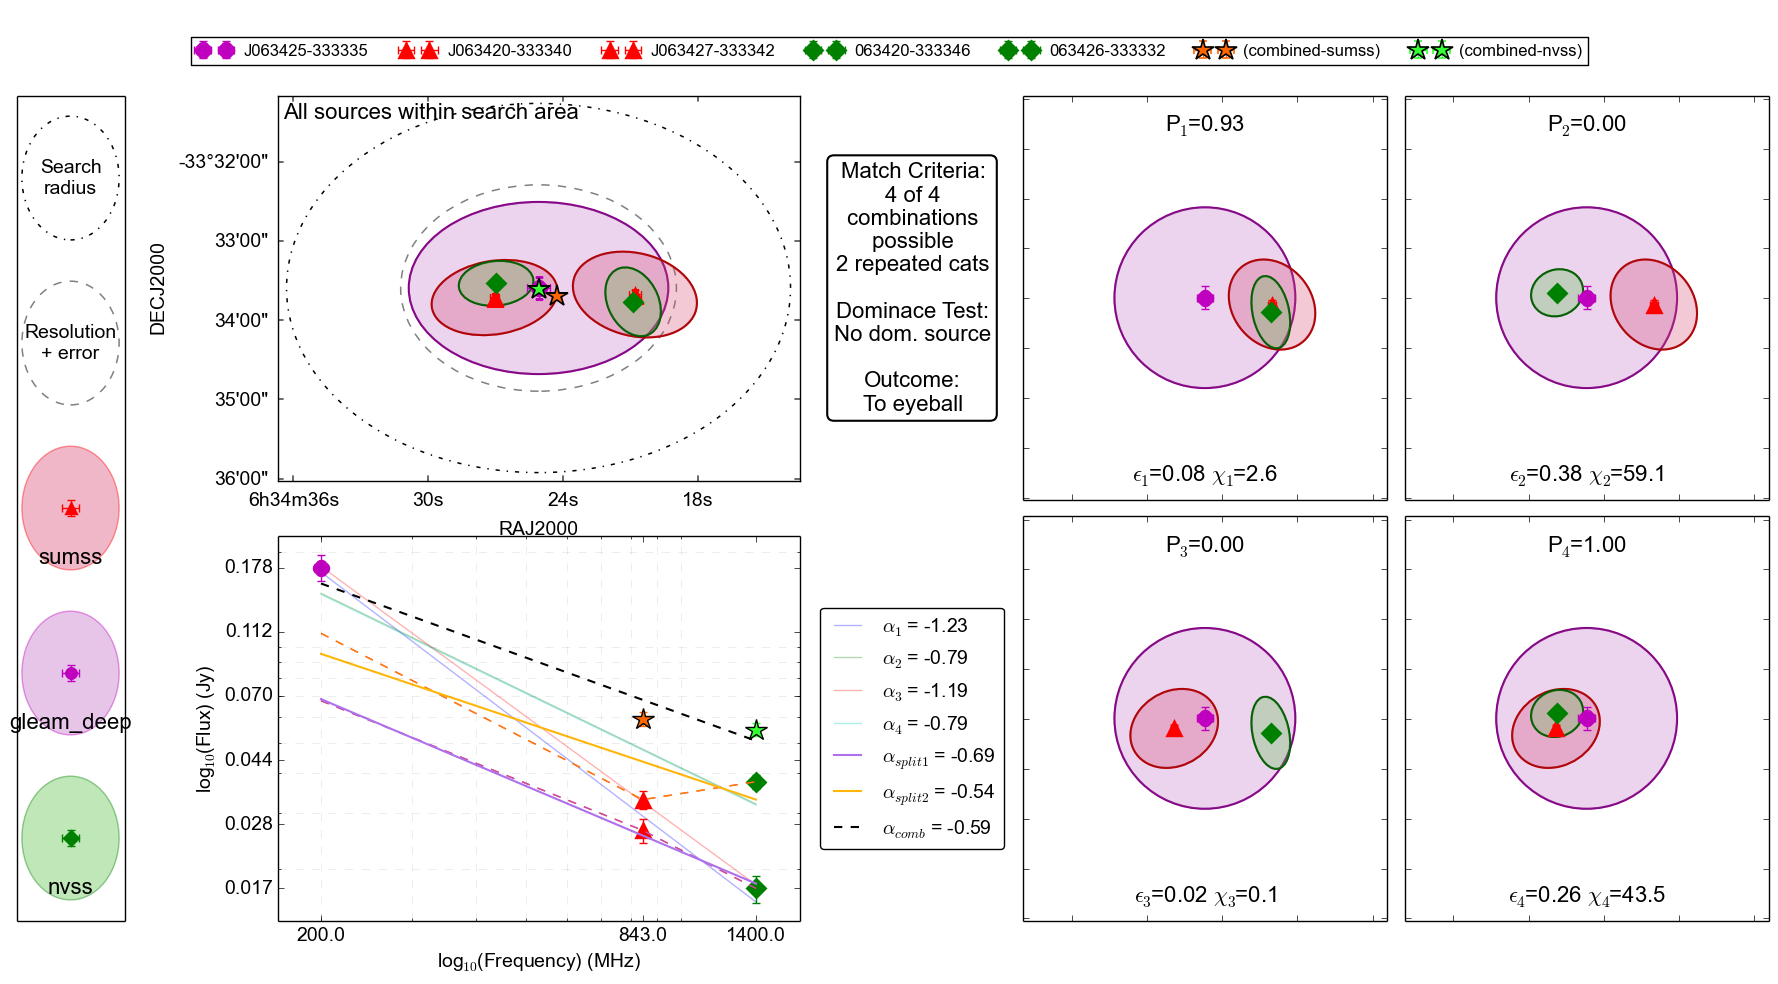 J063425-333335 J063420-333340 J063427-333342 063420-333346 063426-333332 (combined-sumss) (combined-nvss)
Search
radius
Resolution
+ error
sumss
gleam_deep
nvss
All sources within search area
DECJ2000
-33°32'00"
33'00"
34'00"
35'00"
36'00"
6h34m36s 30s 24s 18s
RAJ2000
Match Criteria:
4 of 4
combinations
possible
2 repeated cats
Dominace Test:
No dom. source
Outcome:
To eyeball
P₁=0.93
ϵ₁=0.08 χ₁=2.6
P₂=0.00
ϵ₂=0.38 χ₂=59.1
log₁₀(Flux) (Jy)
0.178
0.112
0.070
0.044
0.028
0.017
200.0 843.0 1400.0
log₁₀(Frequency) (MHz)
α₁ = -1.23
α₂ = -0.79
α₃ = -1.19
α₄ = -0.79
α_split1 = -0.69
α_split2 = -0.54
α_comb = -0.59
P₃=0.00
ϵ₃=0.02 χ₃=0.1
P₄=1.00
ϵ₄=0.26 χ₄=43.5